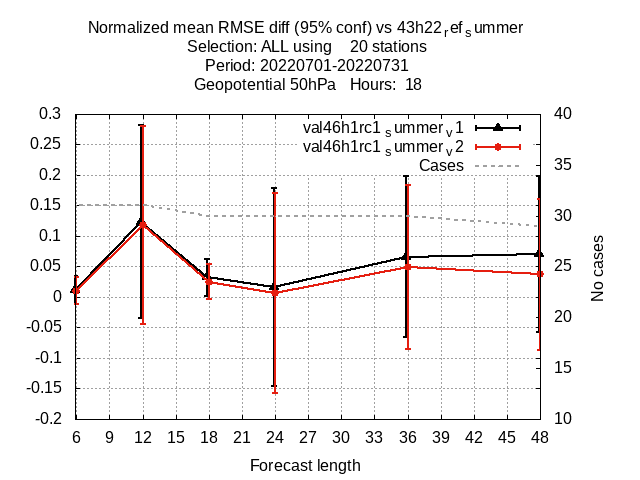 Normalized mean RMSE diff (95% conf) vs 43h22refsummer
Selection: ALL using 20 stations
Period: 20220701-20220731
Geopotential 50hPa Hours: 18
val46h1rc1summerv1
val46h1rc1summerv2
Cases
0.3
0.25
0.2
0.15
0.1
0.05
0
-0.05
-0.1
-0.15
-0.2
40
35
30
25
20
15
10
No cases
6 9 12 15 18 21 24 27 30 33 36 39 42 45 48
Forecast length